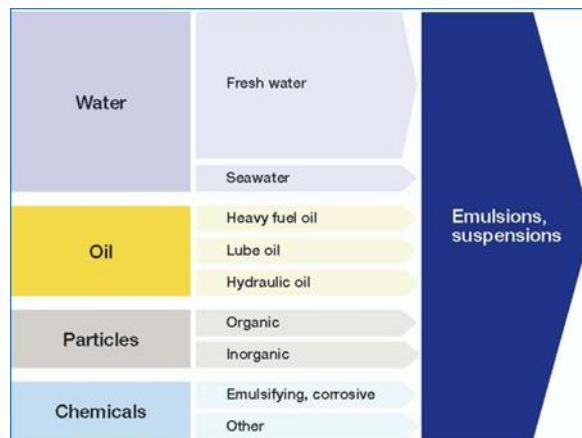 Water
Fresh water
Seawater
Oil
Heavy fuel oil
Lube oil
Hydraulic oil
Particles
Organic
Inorganic
Chemicals
Emulsifying, corrosive
Other
Emulsions,
suspensions